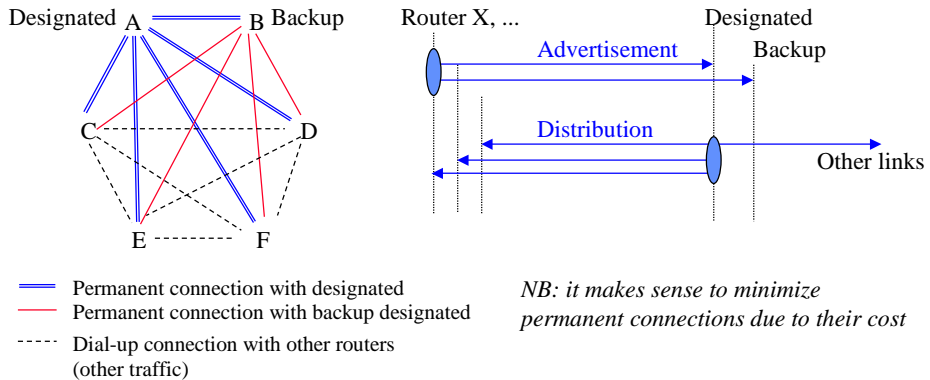 Designated A B Backup
C D
E F
Router X, ... Designated
Advertisement Backup
Distribution
Other links
Permanent connection with designated
Permanent connection with backup designated
Dial-up connection with other routers
(other traffic)
NB: it makes sense to minimize
permanent connections due to their cost